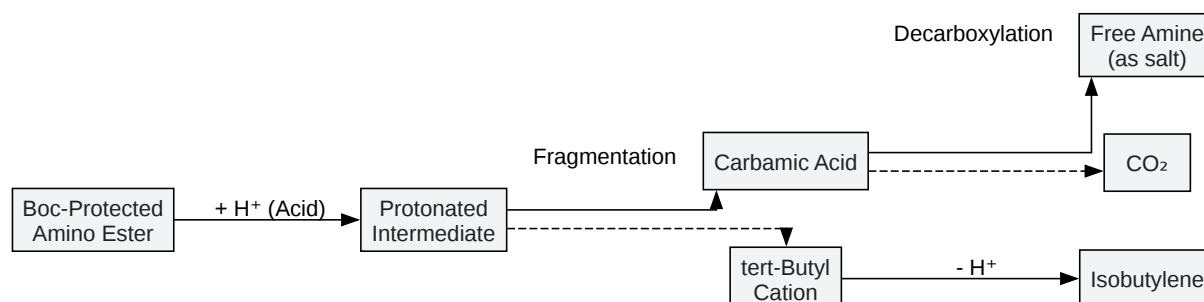 Decarboxylation
Free Amine
(as salt)
Fragmentation
Carbamic Acid
CO₂
Boc-Protected
Amino Ester
+ H⁺ (Acid)
Protonated
Intermediate
tert-Butyl
Cation
- H⁺
Isobutylene